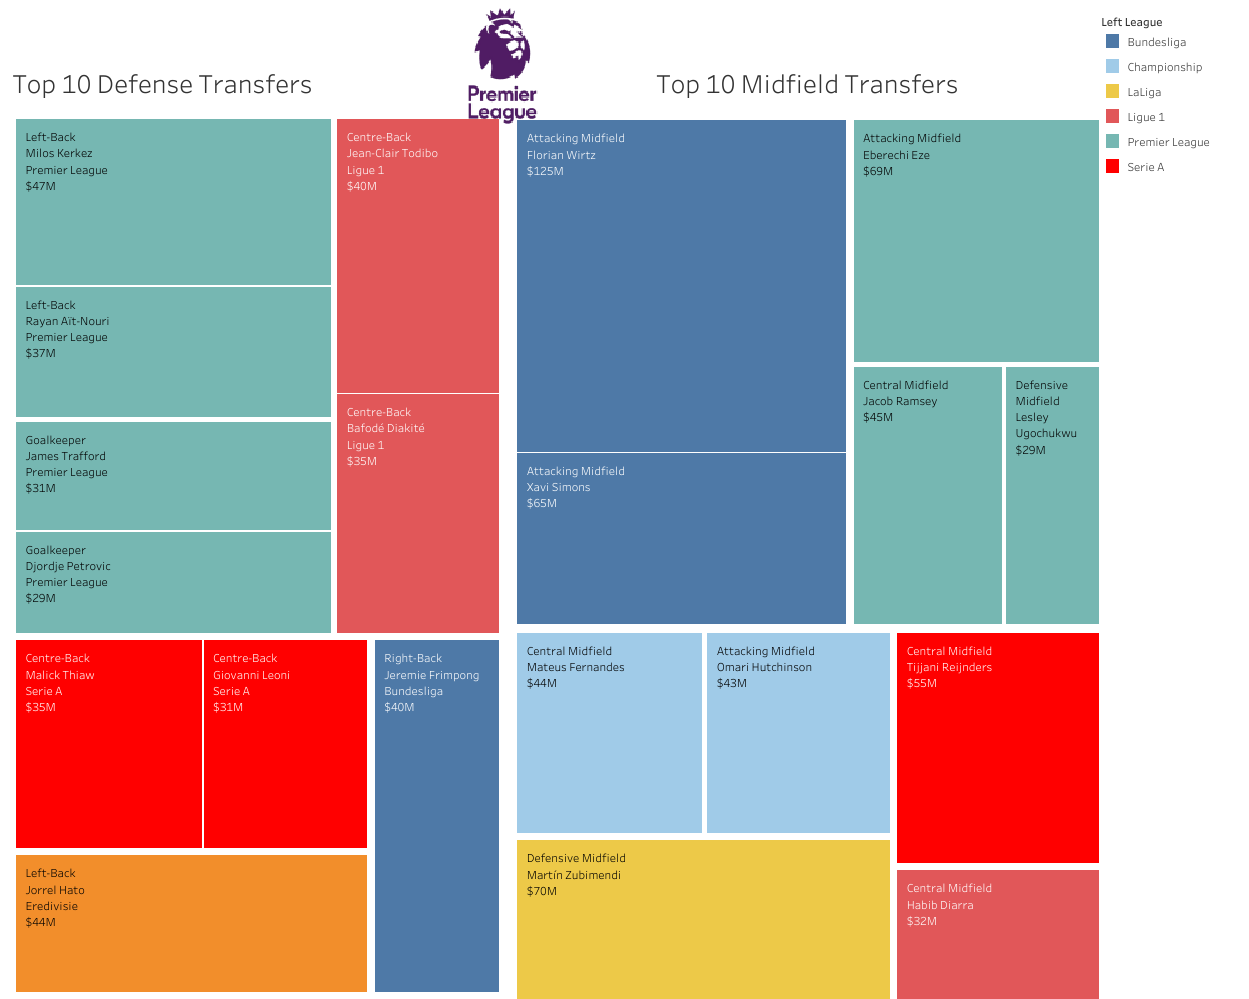 Premier
League
Top 10 Defense Transfers
Top 10 Midfield Transfers
Left League
Bundesliga
Championship
LaLiga
Ligue 1
Premier League
Serie A
Left-Back
Milos Kerkez
Premier League
$47M
Left-Back
Rayan Aït-Nouri
Premier League
$37M
Goalkeeper
James Trafford
Premier League
$31M
Goalkeeper
Djordje Petrovic
Premier League
$29M
Centre-Back
Jean-Clair Todibo
Ligue 1
$40M
Centre-Back
Bafodé Diakité
Ligue 1
$35M
Centre-Back
Malick Thiaw
Serie A
$35M
Centre-Back
Giovanni Leoni
Serie A
$31M
Right-Back
Jeremie Frimpong
Bundesliga
$40M
Left-Back
Jorrel Hato
Eredivisie
$44M
Attacking Midfield
Florian Wirtz
$125M
Attacking Midfield
Xavi Simons
$65M
Attacking Midfield
Eberechi Eze
$69M
Central Midfield
Jacob Ramsey
$45M
Defensive
Midfield
Lesley
Ugochukwu
$29M
Central Midfield
Mateus Fernandes
$44M
Attacking Midfield
Omari Hutchinson
$43M
Central Midfield
Tijjani Reijnders
$55M
Defensive Midfield
Martín Zubimendi
$70M
Central Midfield
Habib Diarra
$32M